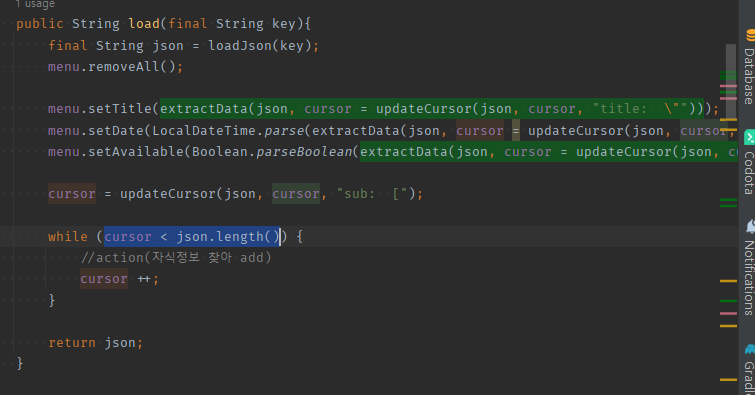 1 usage
public String load(final String key){
final String json = loadJson(key);
menu.removeAll();
menu.setTitle(extractData(json, cursor = updateCursor(json, cursor, "title: \"")));
menu.setDate(LocalDateTime.parse(extractData(json, cursor = updateCursor(json, cursor,
menu.setAvailable(Boolean.parseBoolean(extractData(json, cursor = updateCursor(json, c
cursor = updateCursor(json, cursor, "sub: [");
while (cursor < json.length()) {
//action(자식정보 찾아 add)
cursor ++;
}
return json;
}
Database
Codota
Notifications
Gradl